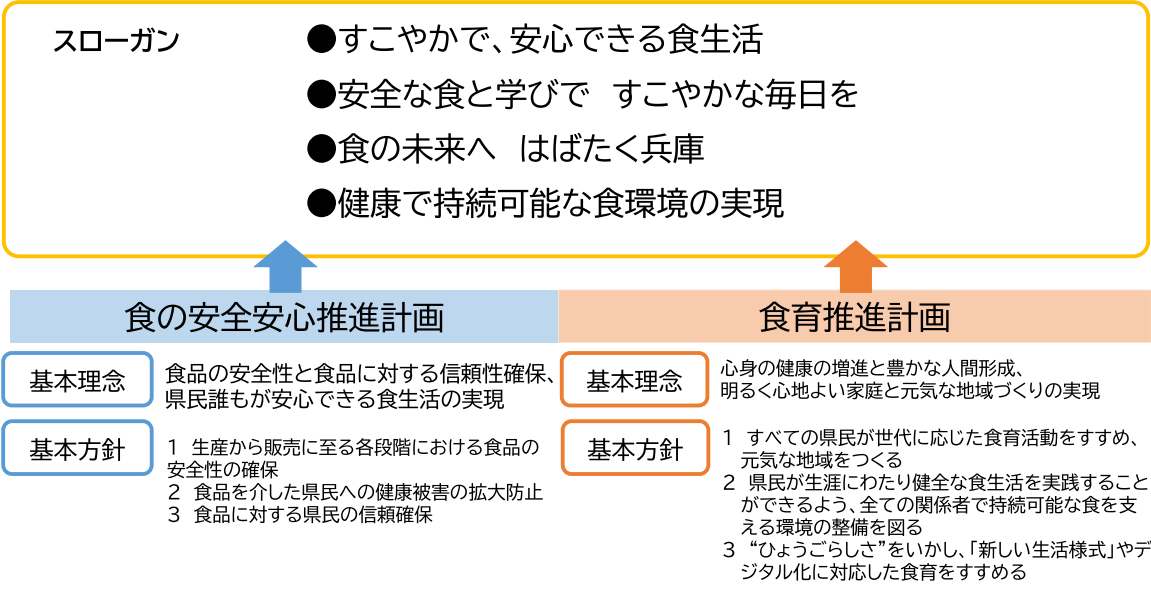 スローガン
●すこやかで、安心できる食生活
●安全な食と学びで　すこやかな毎日を
●食の未来へ　はばたく兵庫
●健康で持続可能な食環境の実現
食の安全安心推進計画
基本理念
食品の安全性と食品に対する信頼性確保、
県民誰もが安心できる食生活の実現
基本方針
1　生産から販売に至る各段階における食品の
安全性の確保
2　食品を介した県民への健康被害の拡大防止
3　食品に対する県民の信頼確保
食育推進計画
基本理念
心身の健康の増進と豊かな人間形成、
明るく心地よい家庭と元気な地域づくりの実現
基本方針
1　すべての県民が世代に応じた食育活動をすすめ、
元気な地域をつくる
2　県民が生涯にわたり健全な食生活を実践すること
ができるよう、全ての関係者で持続可能な食を支
える環境の整備を図る
3　“ひょうごらしさ”をいかし、「新しい生活様式」やデ
ジタル化に対応した食育をすすめる